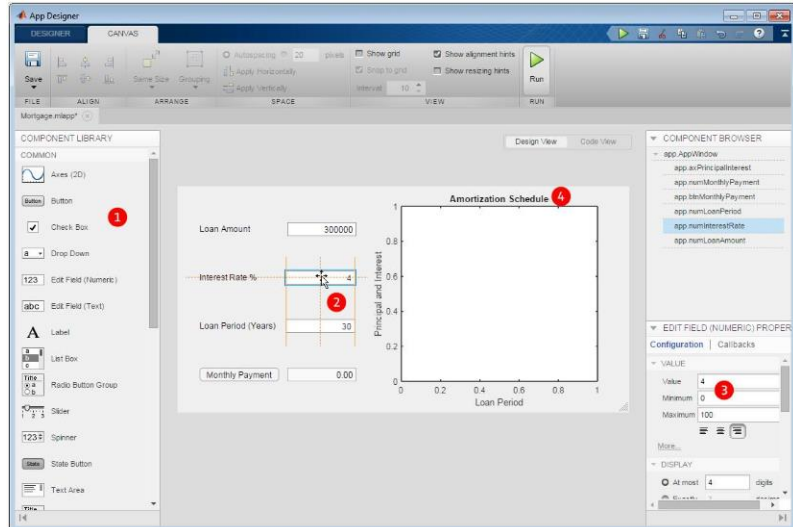 App Designer
DESIGNER CANVAS
Save
Same Size Grouping
Autospacing 20 pixels
Apply Horizontally
Apply Vertically
Show grid
Snap to grid
Interval 10
Show alignment hints
Show resizing hints
Run
FILE ALIGN ARRANGE SPACE VIEW RUN
Mortgage.mlapp*
COMPONENT LIBRARY
COMMON
Axes (2D)
Button Button
Check Box
1
a Drop Down
123 Edit Field (Numeric)
abc Edit Field (Text)
A Label
List Box
Title
Radio Button Group
Slider
123 Spinner
State State Button
Text Area
Title
Design View Code View
Loan Amount 300000
Interest Rate % 4
2
Loan Period (Years) 30
Monthly Payment 0.00
Amortization Schedule
4
Principal and Interest
1
0.8
0.6
0.4
0.2
0
0 0.2 0.4 0.6 0.8 1
Loan Period
COMPONENT BROWSER
app.AppWindow
app.axPrincipalInterest
app.numMonthlyPayment
app.btnMonthlyPayment
app.numLoanPeriod
app.numInterestRate
app.numLoanAmount
EDIT FIELD (NUMERIC) PROPER
Configuration | Callbacks
VALUE
Value 4
3
Minimum 0
Maximum 100
More...
DISPLAY
At most 4 digits